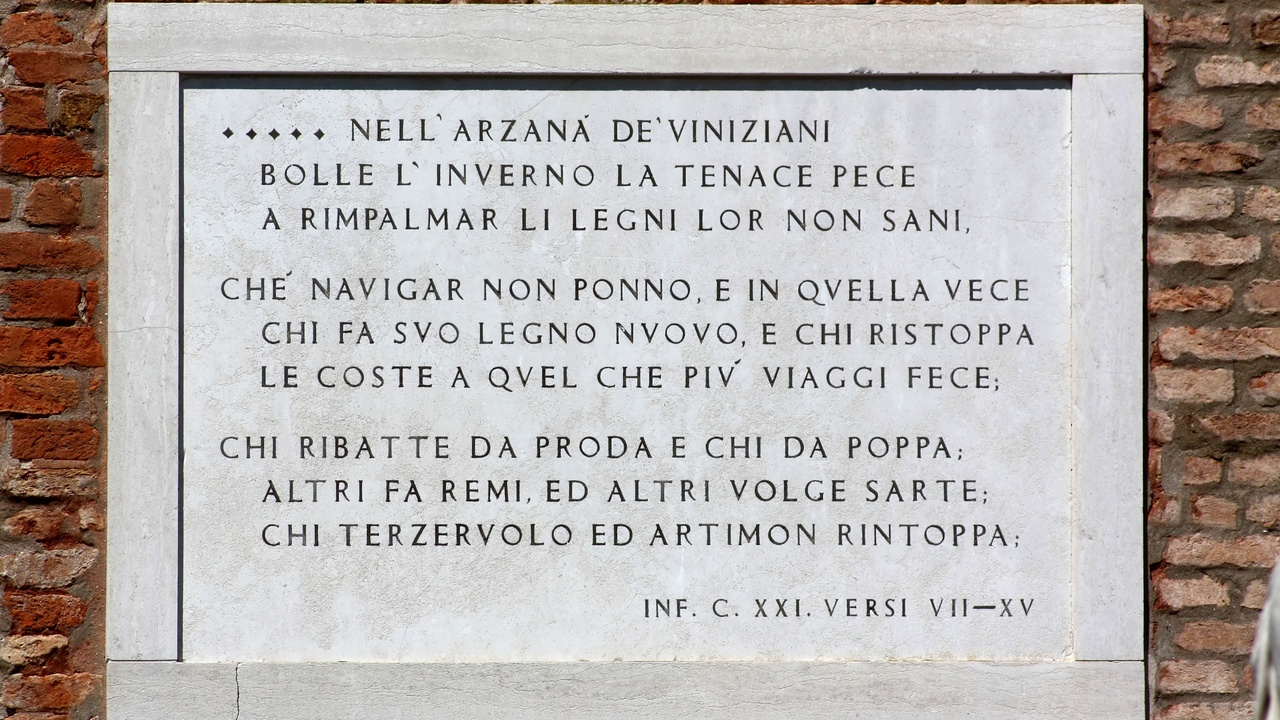 ♦ ♦ ♦ ♦ ♦ NELL'ARZANÁ DE'VINIZIANI
BOLLE L'INVERNO LA TENACE PECE
A RIMPALMAR LI LEGNI LOR NON SANI,
CHÉ NAVIGAR NON PONNO, E IN QVELLA VECE
CHI FA SVO LEGNO NVOVO, E CHI RISTOPPA
LE COSTE A QVEL CHE PIV́ VIAGGI FECE;
CHI RIBATTE DA PRODA E CHI DA POPPA;
ALTRI FA REMI, ED ALTRI VOLGE SARTE;
CHI TERZERVOLO ED ARTIMON RINTOPPA;
INF. C. XXI. VERSI VII—XV